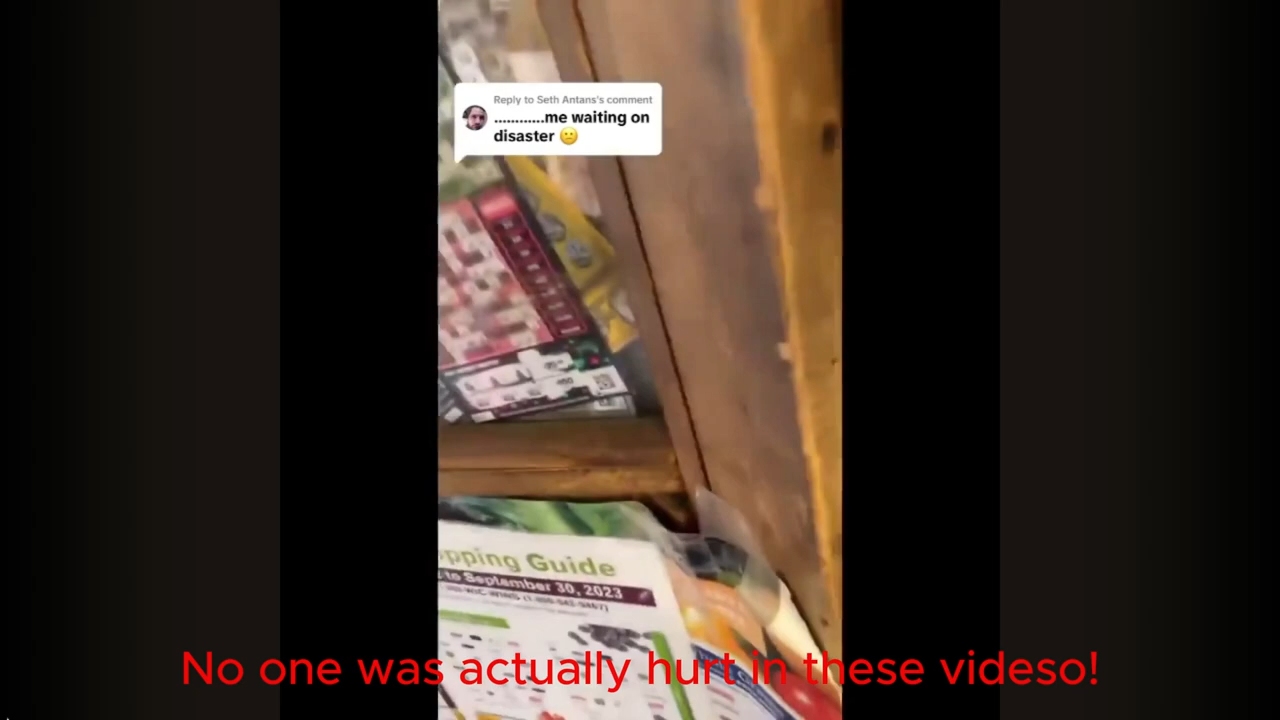 Reply to Seth Antans's comment
............me waiting on
disaster 🙁
pping Guide
to September 30, 2023
No one was actually hurt in these videso!